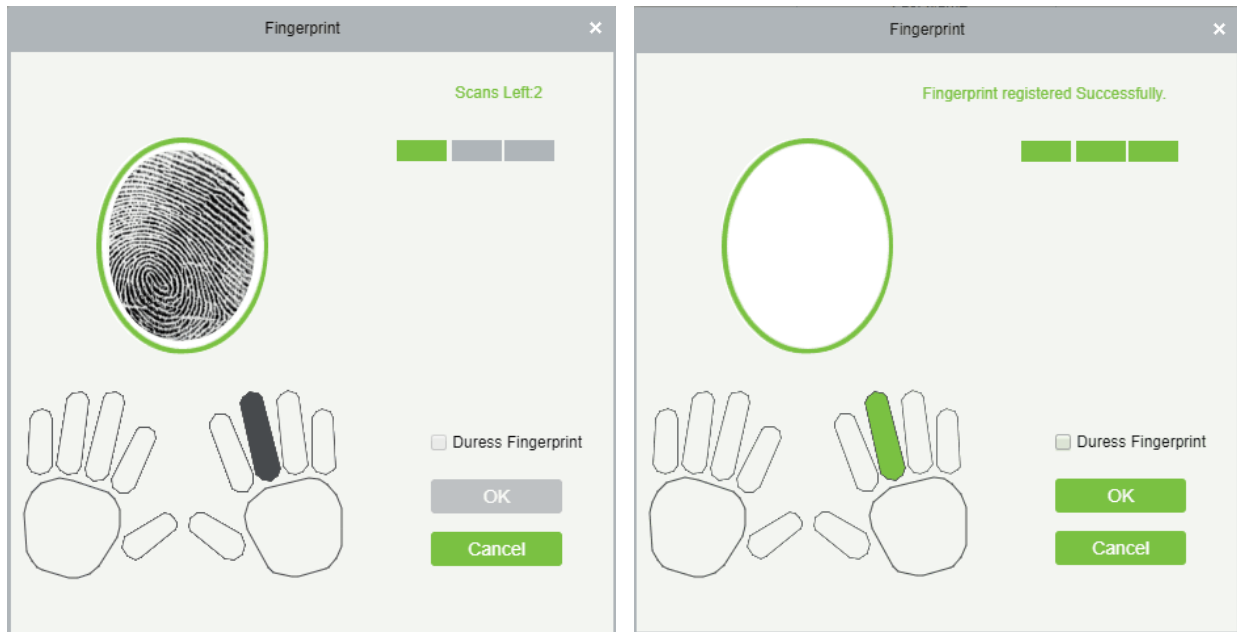 Fingerprint
Scans Left:2
Duress Fingerprint
OK
Cancel
Fingerprint
Fingerprint registered Successfully.
Duress Fingerprint
OK
Cancel